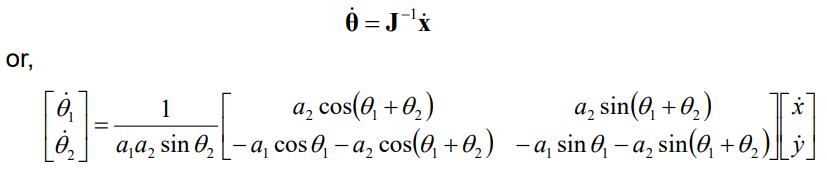 θ̇ = J⁻¹ẋ
or,
[θ̇₁ θ̇₂] = 1 / (a₁a₂ sin θ₂) [a₂ cos(θ₁ + θ₂) a₂ sin(θ₁ + θ₂) −a₁ cos θ₁ − a₂ cos(θ₁ + θ₂) −a₁ sin θ₁ − a₂ sin(θ₁ + θ₂)] [ẋ ẏ]